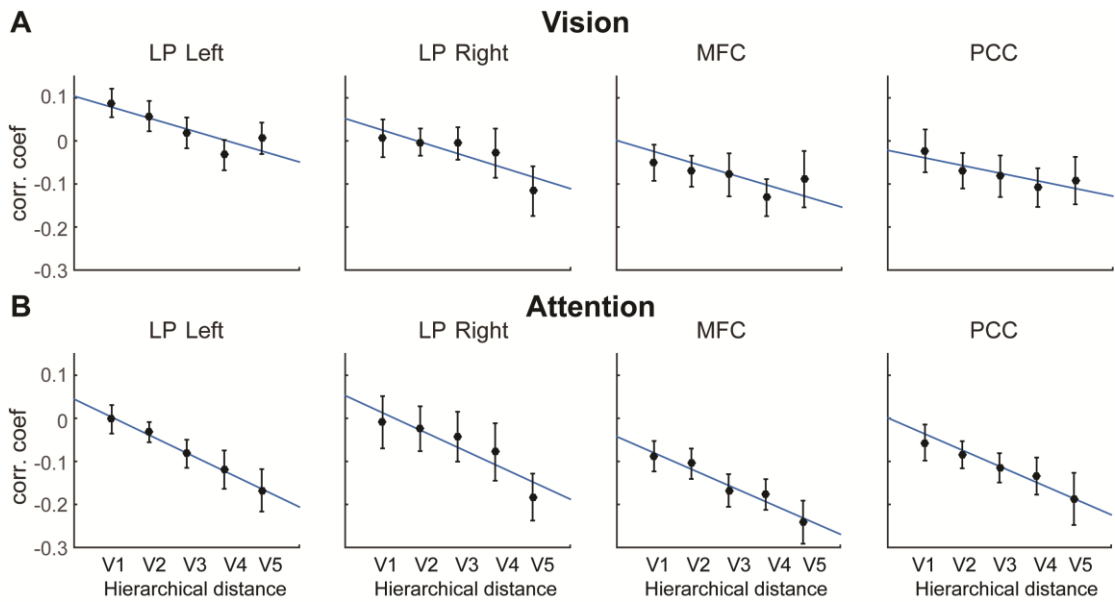 A Vision
LP Left LP Right MFC PCC
0.1
0
-0.1
-0.2
-0.3
corr. coef
B Attention
LP Left LP Right MFC PCC
0.1
0
-0.1
-0.2
-0.3
corr. coef
V1 V2 V3 V4 V5 V1 V2 V3 V4 V5 V1 V2 V3 V4 V5 V1 V2 V3 V4 V5
Hierarchical distance Hierarchical distance Hierarchical distance Hierarchical distance